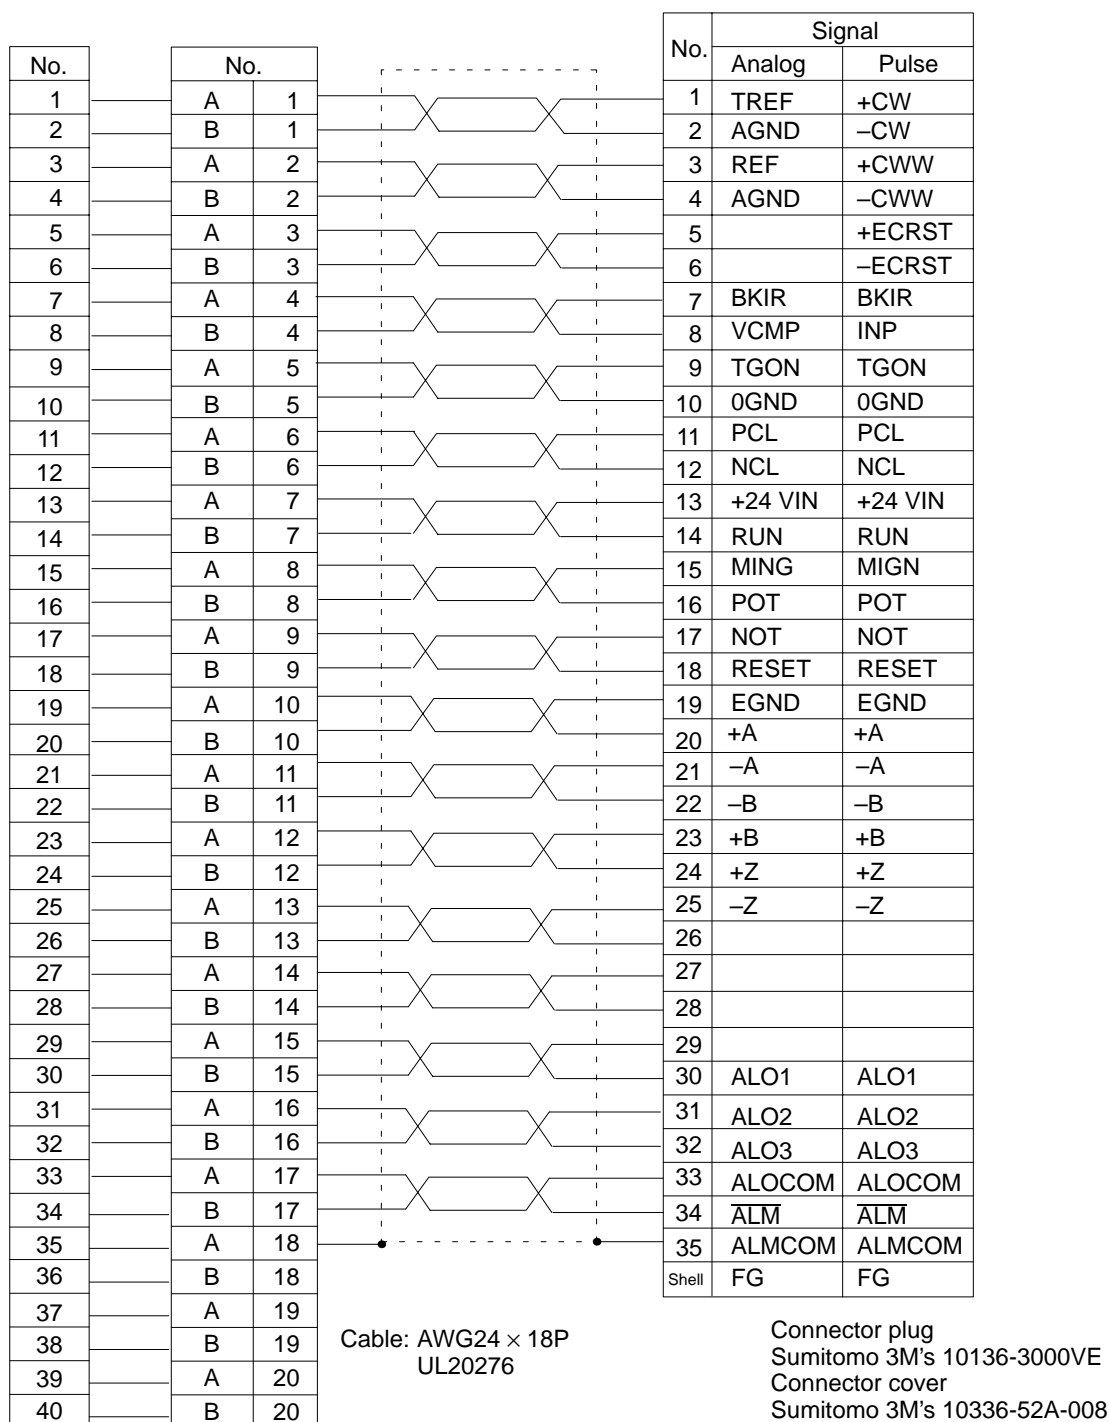 Signal
No. No. No. Analog Pulse
1 A 1 1 TREF +CW
2 B 1 2 AGND –CW
3 A 2 3 REF +CWW
4 B 2 4 AGND –CWW
5 A 3 5 +ECRST
6 B 3 6 –ECRST
7 A 4 7 BKIR BKIR
8 B 4 8 VCMP INP
9 A 5 9 TGON TGON
10 B 5 10 0GND 0GND
11 A 6 11 PCL PCL
12 B 6 12 NCL NCL
13 A 7 13 +24 VIN +24 VIN
14 B 7 14 RUN RUN
15 A 8 15 MING MIGN
16 B 8 16 POT POT
17 A 9 17 NOT NOT
18 B 9 18 RESET RESET
19 A 10 19 EGND EGND
20 B 10 20 +A +A
21 A 11 21 –A –A
22 B 11 22 –B –B
23 A 12 23 +B +B
24 B 12 24 +Z +Z
25 A 13 25 –Z –Z
26 B 13 26
27 A 14 27
28 B 14 28
29 A 15 29
30 B 15 30 ALO1 ALO1
31 A 16 31 ALO2 ALO2
32 B 16 32 ALO3 ALO3
33 A 17 33 ALOCOM ALOCOM
34 B 17 34 ALM ALM
35 A 18 35 ALMCOM ALMCOM
36 B 18 Shell FG FG
37 A 19
38 B 19
39 A 20
40 B 20
Cable: AWG24 × 18P
UL20276
Connector plug
Sumitomo 3M's 10136-3000VE
Connector cover
Sumitomo 3M's 10336-52A-008